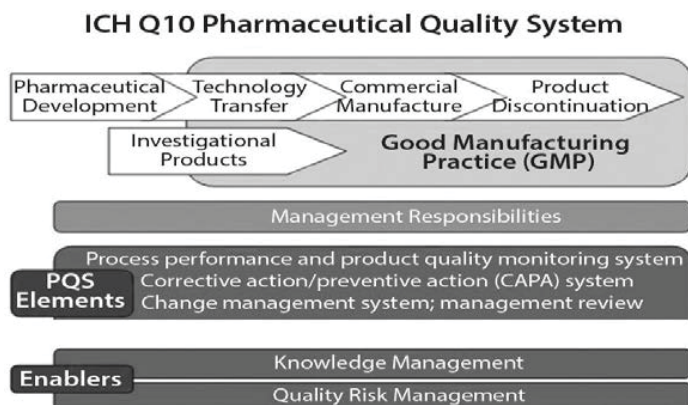 ICH Q10 Pharmaceutical Quality System
Pharmaceutical
Development
Technology
Transfer
Commercial
Manufacture
Product
Discontinuation
Investigational
Products
Good Manufacturing
Practice (GMP)
Management Responsibilities
PQS
Elements
Process performance and product quality monitoring system
Corrective action/preventive action (CAPA) system
Change management system; management review
Enablers
Knowledge Management
Quality Risk Management